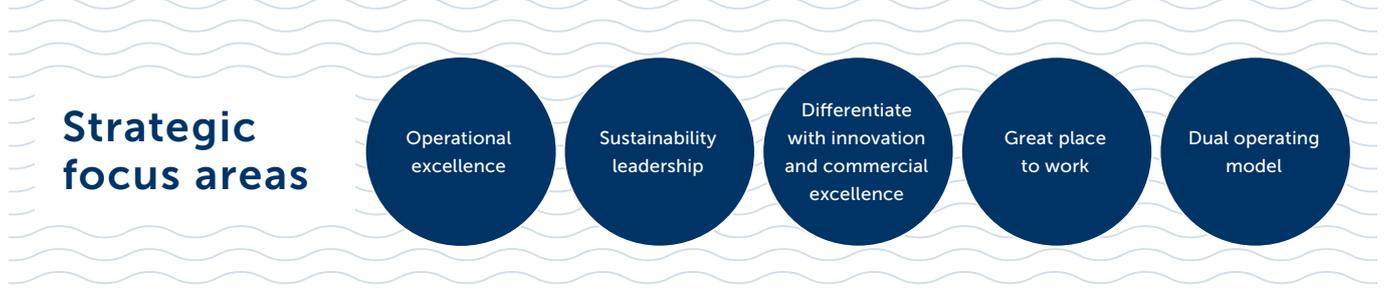 Strategic
focus areas
Operational
excellence
Sustainability
leadership
Differentiate
with innovation
and commercial
excellence
Great place
to work
Dual operating
model